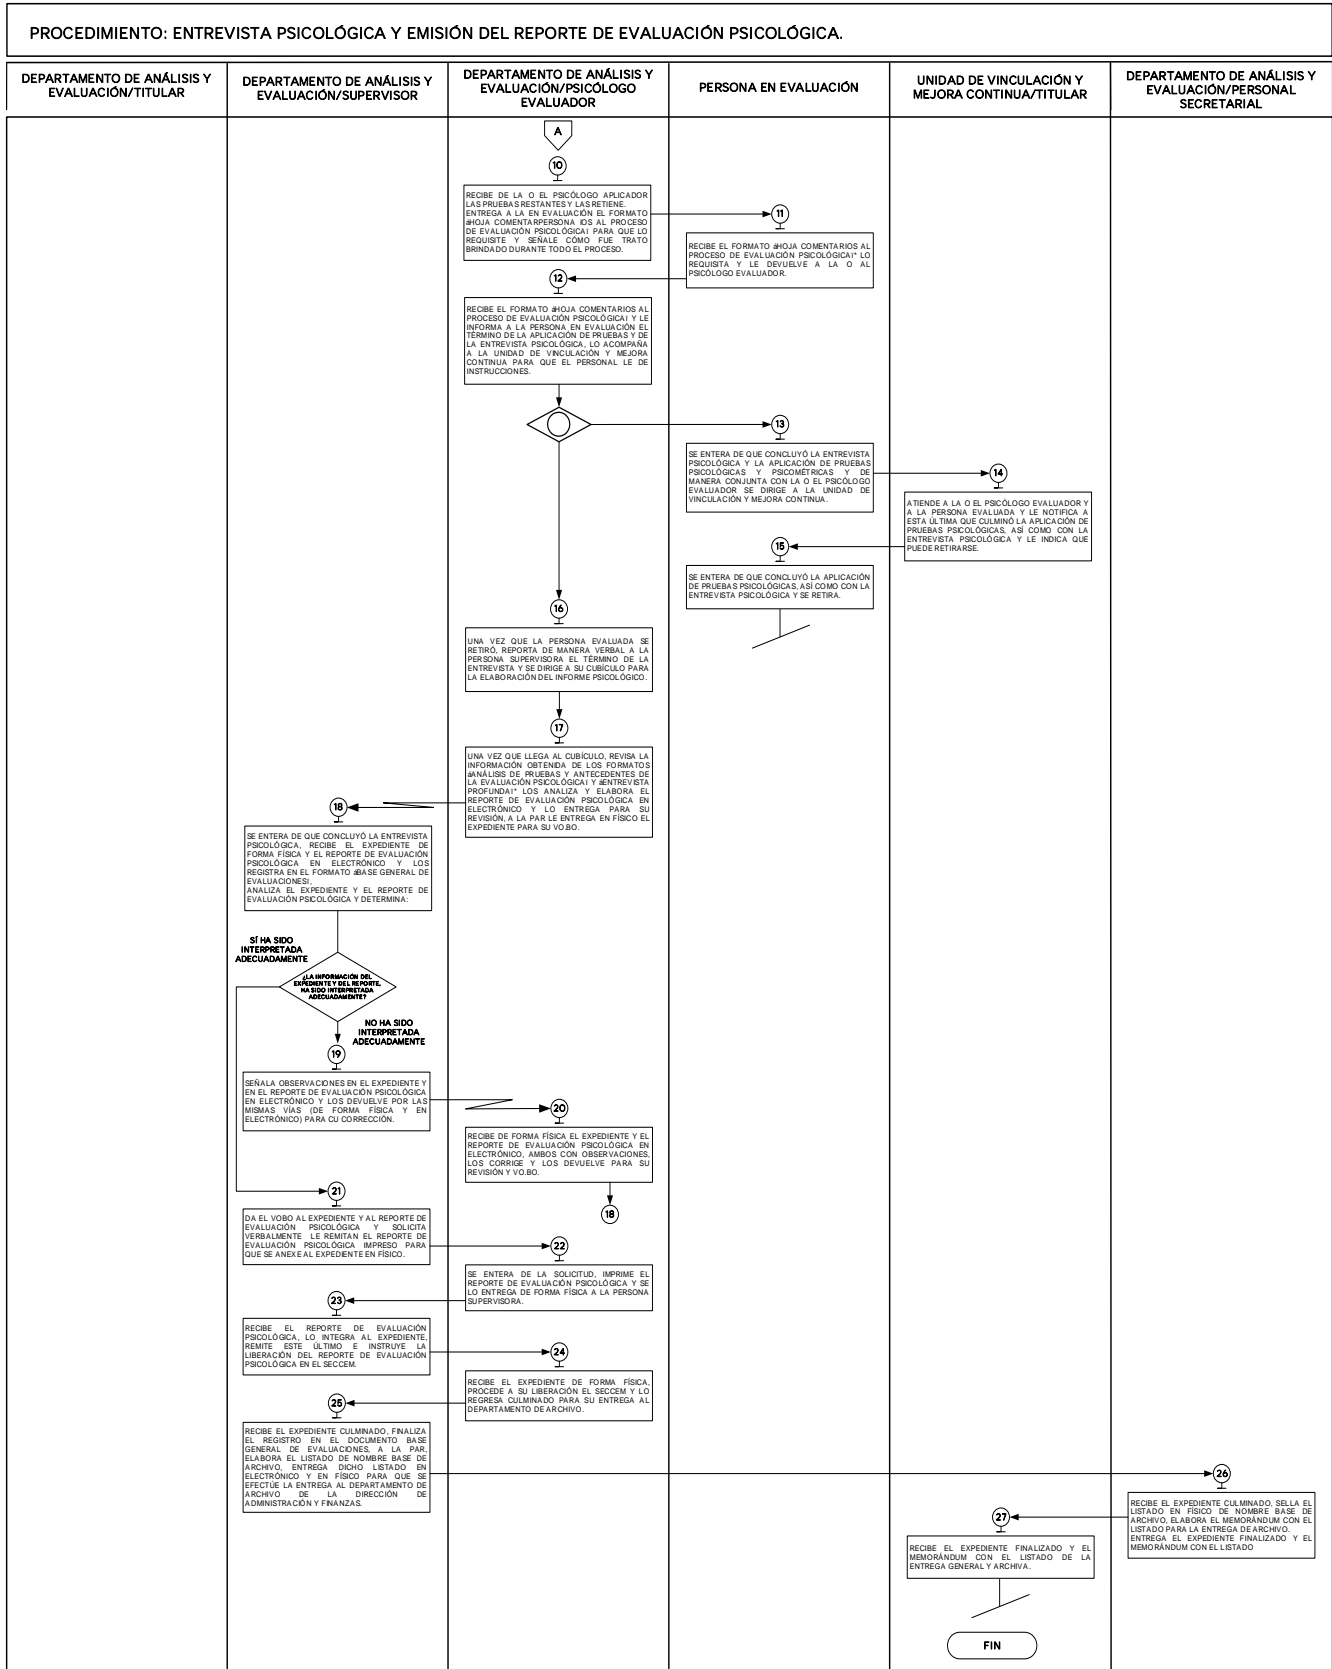 PROCEDIMIENTO: ENTREVISTA PSICOLÓGICA Y EMISIÓN DEL REPORTE DE EVALUACIÓN PSICOLÓGICA.
DEPARTAMENTO DE ANÁLISIS Y
EVALUACIÓN/TITULAR
DEPARTAMENTO DE ANÁLISIS Y
EVALUACIÓN/SUPERVISOR
DEPARTAMENTO DE ANÁLISIS Y
EVALUACIÓN/PSICÓLOGO
EVALUADOR
PERSONA EN EVALUACIÓN
UNIDAD DE VINCULACIÓN Y
MEJORA CONTINUA/TITULAR
DEPARTAMENTO DE ANÁLISIS Y
EVALUACIÓN/PERSONAL
SECRETARIAL
A
10
RECIBE DE LA O EL PSICÓLOGO APLICADOR
LAS PRUEBAS RESTANTES Y LAS RETIENE.
ENTREGA A LA EN EVALUACIÓN EL FORMATO
áHOJA COMENTARPERSONA IOS AL PROCESO
DE EVALUACIÓN PSICOLÓGICAI PARA QUE LO
REQUISITE Y SEÑALE CÓMO FUE TRATO
BRINDADO DURANTE TODO EL PROCESO.
11
RECIBE EL FORMATO áHOJA COMENTARIOS AL
PROCESO DE EVALUACIÓN PSICOLÓGICAI* LO
REQUISITA Y LE DEVUELVE A LA O AL
PSICÓLOGO EVALUADOR.
12
RECIBE EL FORMATO áHOJA COMENTARIOS AL
PROCESO DE EVALUACIÓN PSICOLÓGICAI Y LE
INFORMA A LA PERSONA EN EVALUACIÓN EL
TÉRMINO DE LA APLICACIÓN DE PRUEBAS Y DE
LA ENTREVISTA PSICOLÓGICA, LO ACOMPAÑA
A LA UNIDAD DE VINCULACIÓN Y MEJORA
CONTINUA PARA QUE EL PERSONAL LE DE
INSTRUCCIONES.
13
SE ENTERA DE QUE CONCLUYÓ LA ENTREVISTA
PSICOLÓGICA Y LA APLICACIÓN DE PRUEBAS
PSICOLÓGICAS Y PSICOMÉTRICAS Y DE
MANERA CONJUNTA CON LA O EL PSICÓLOGO
EVALUADOR SE DIRIGE A LA UNIDAD DE
VINCULACIÓN Y MEJORA CONTINUA.
14
ATIENDE A LA O EL PSICÓLOGO EVALUADOR Y
A LA PERSONA EVALUADA Y LE NOTIFICA A
ESTA ÚLTIMA QUE CULMINÓ LA APLICACIÓN DE
PRUEBAS PSICOLÓGICAS, ASÍ COMO CON LA
ENTREVISTA PSICOLÓGICA Y LE INDICA QUE
PUEDE RETIRARSE.
15
SE ENTERA DE QUE CONCLUYÓ LA APLICACIÓN
DE PRUEBAS PSICOLÓGICAS, ASÍ COMO CON LA
ENTREVISTA PSICOLÓGICA Y SE RETIRA.
16
UNA VEZ QUE LA PERSONA EVALUADA SE
RETIRÓ, REPORTA DE MANERA VERBAL A LA
PERSONA SUPERVISORA EL TÉRMINO DE LA
ENTREVISTA Y SE DIRIGE A SU CUBÍCULO PARA
LA ELABORACIÓN DEL INFORME PSICOLÓGICO.
17
UNA VEZ QUE LLEGA AL CUBÍCULO, REVISA LA
INFORMACIÓN OBTENIDA DE LOS FORMATOS
áANÁLISIS DE PRUEBAS Y ANTECEDENTES DE
LA EVALUACIÓN PSICOLÓGICAI Y áENTREVISTA
PROFUNDAI* LOS ANALIZA Y ELABORA EL
REPORTE DE EVALUACIÓN PSICOLÓGICA EN
ELECTRÓNICO Y LO ENTREGA PARA SU
REVISIÓN, A LA PAR LE ENTREGA EN FÍSICO EL
EXPEDIENTE PARA SU VO.BO.
18
SE ENTERA DE QUE CONCLUYÓ LA ENTREVISTA
PSICOLÓGICA, RECIBE EL EXPEDIENTE DE
FORMA FÍSICA Y EL REPORTE DE EVALUACIÓN
PSICOLÓGICA EN ELECTRÓNICO Y LOS
REGISTRA EN EL FORMATO áBASE GENERAL DE
EVALUACIONESI,
ANALIZA EL EXPEDIENTE Y EL REPORTE DE
EVALUACIÓN PSICOLÓGICA Y DETERMINA:
SÍ HA SIDO
INTERPRETADA
ADECUADAMENTE
¿LA INFORMACIÓN DEL
EXPEDIENTE Y DEL REPORTE,
HA SIDO INTERPRETADA
ADECUADAMENTE?
NO HA SIDO
INTERPRETADA
ADECUADAMENTE
19
SEÑALA OBSERVACIONES EN EL EXPEDIENTE Y
EN EL REPORTE DE EVALUACIÓN PSICOLÓGICA
EN ELECTRÓNICO Y LOS DEVUELVE POR LAS
MISMAS VÍAS (DE FORMA FÍSICA Y EN
ELECTRÓNICO) PARA CU CORRECCIÓN.
20
RECIBE DE FORMA FÍSICA EL EXPEDIENTE Y EL
REPORTE DE EVALUACIÓN PSICOLÓGICA EN
ELECTRÓNICO, AMBOS CON OBSERVACIONES,
LOS CORRIGE Y LOS DEVUELVE PARA SU
REVISIÓN Y VO.BO.
18
21
DA EL VOBO AL EXPEDIENTE Y AL REPORTE DE
EVALUACIÓN PSICOLÓGICA Y SOLICITA
VERBALMENTE LE REMITAN EL REPORTE DE
EVALUACIÓN PSICOLÓGICA IMPRESO PARA
QUE SE ANEXE AL EXPEDIENTE EN FÍSICO.
22
SE ENTERA DE LA SOLICITUD, IMPRIME EL
REPORTE DE EVALUACIÓN PSICOLÓGICA Y SE
LO ENTREGA DE FORMA FÍSICA A LA PERSONA
SUPERVISORA.
23
RECIBE EL REPORTE DE EVALUACIÓN
PSICOLÓGICA, LO INTEGRA AL EXPEDIENTE,
REMITE ESTE ÚLTIMO E INSTRUYE LA
LIBERACIÓN DEL REPORTE DE EVALUACIÓN
PSICOLÓGICA EN EL SECCEM.
24
RECIBE EL EXPEDIENTE DE FORMA FÍSICA,
PROCEDE A SU LIBERACIÓN EL SECCEM Y LO
REGRESA CULMINADO PARA SU ENTREGA AL
DEPARTAMENTO DE ARCHIVO.
25
RECIBE EL EXPEDIENTE CULMINADO, FINALIZA
EL REGISTRO EN EL DOCUMENTO BASE
GENERAL DE EVALUACIONES, A LA PAR,
ELABORA EL LISTADO DE NOMBRE BASE DE
ARCHIVO, ENTREGA DICHO LISTADO EN
ELECTRÓNICO Y EN FÍSICO PARA QUE SE
EFECTÚE LA ENTREGA AL DEPARTAMENTO DE
ARCHIVO DE LA DIRECCIÓN DE
ADMINISTRACIÓN Y FINANZAS.
26
RECIBE EL EXPEDIENTE CULMINADO, SELLA EL
LISTADO EN FÍSICO DE NOMBRE BASE DE
ARCHIVO, ELABORA EL MEMORÁNDUM CON EL
LISTADO PARA LA ENTREGA DE ARCHIVO.
ENTREGA EL EXPEDIENTE FINALIZADO Y EL
MEMORÁNDUM CON EL LISTADO
27
RECIBE EL EXPEDIENTE FINALIZADO Y EL
MEMORÁNDUM CON EL LISTADO DE LA
ENTREGA GENERAL Y ARCHIVA.
FIN